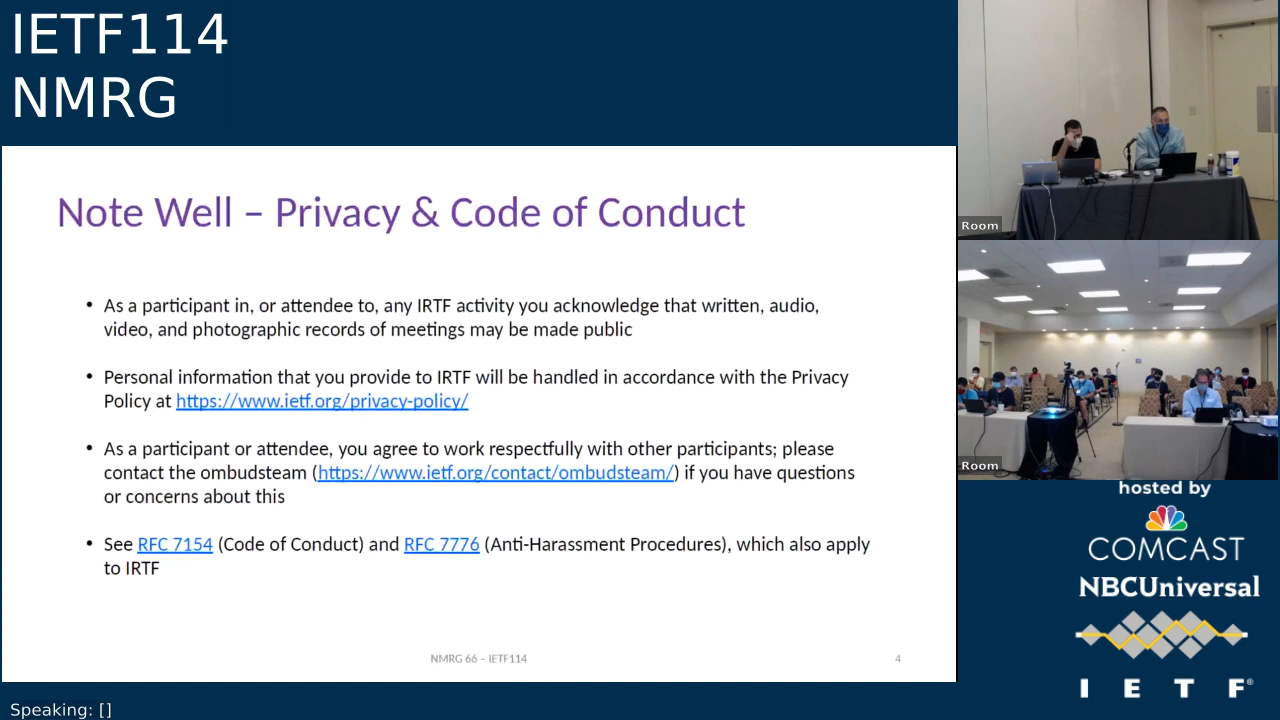 IETF114
NMRG
Note Well – Privacy & Code of Conduct
• As a participant in, or attendee to, any IRTF activity you acknowledge that written, audio,
video, and photographic records of meetings may be made public
• Personal information that you provide to IRTF will be handled in accordance with the Privacy
Policy at https://www.ietf.org/privacy-policy/
• As a participant or attendee, you agree to work respectfully with other participants; please
contact the ombudsteam (https://www.ietf.org/contact/ombudsteam/) if you have questions
or concerns about this
• See RFC 7154 (Code of Conduct) and RFC 7776 (Anti-Harassment Procedures), which also apply
to IRTF
NMRG 66 – IETF114
4
Room
Room
hosted by
COMCAST
NBCUniversal
I E T F®
Speaking: []